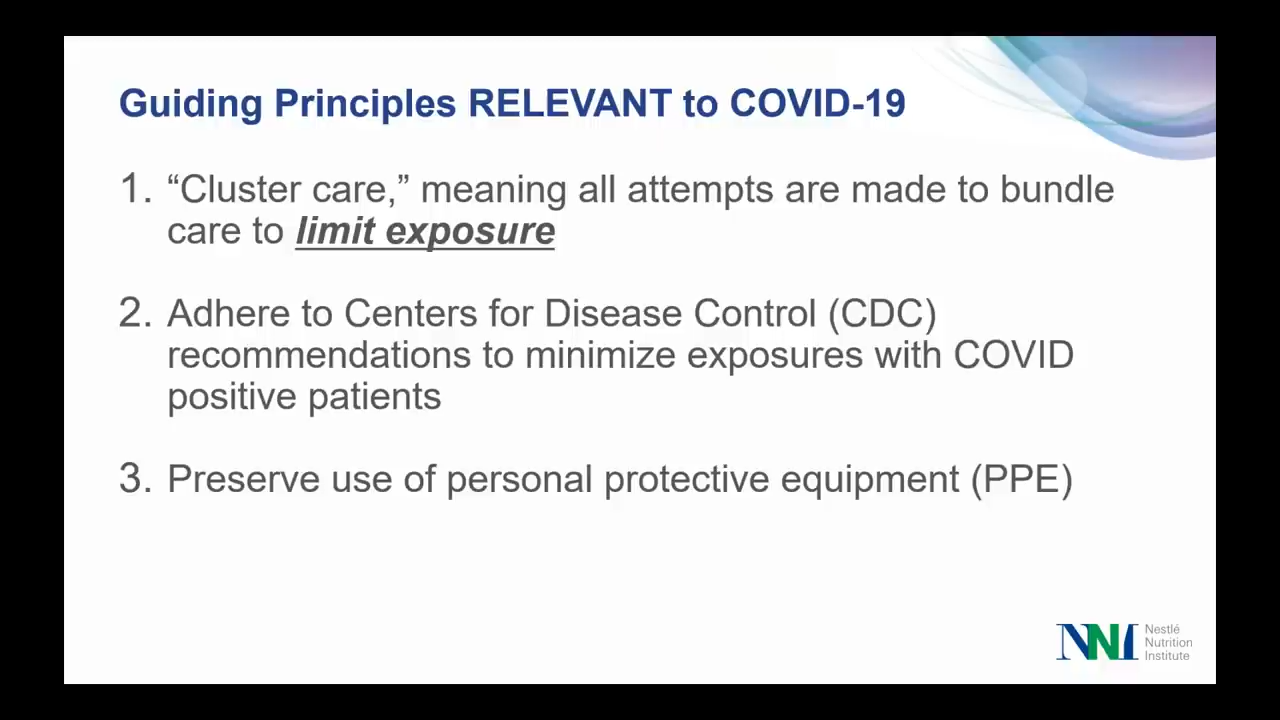 Guiding Principles RELEVANT to COVID-19
1. “Cluster care,” meaning all attempts are made to bundle
care to limit exposure
2. Adhere to Centers for Disease Control (CDC)
recommendations to minimize exposures with COVID
positive patients
3. Preserve use of personal protective equipment (PPE)
NNI
Nestlé
Nutrition
Institute